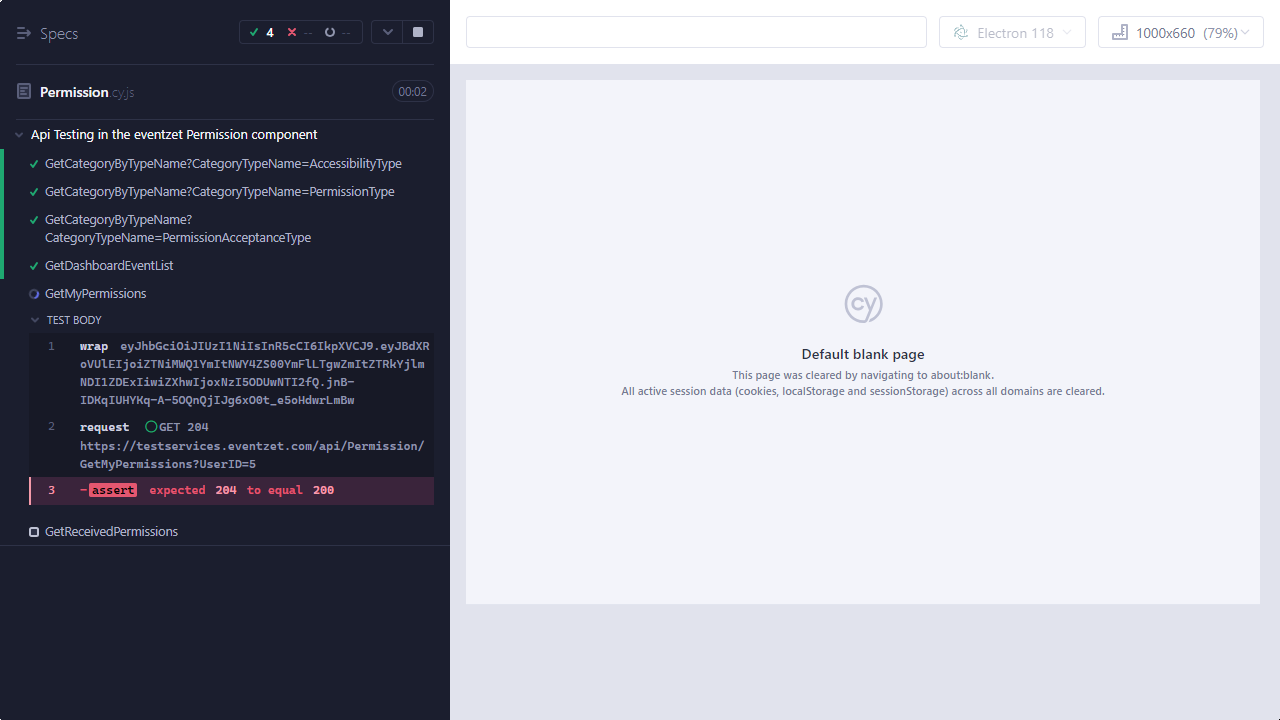 Specs
4 -- --
Permission.cy.js
00:02
Api Testing in the eventzet Permission component
GetCategoryByTypeName?CategoryTypeName=AccessibilityType
GetCategoryByTypeName?CategoryTypeName=PermissionType
GetCategoryByTypeName?
CategoryTypeName=PermissionAcceptanceType
GetDashboardEventList
GetMyPermissions
TEST BODY
1 wrap eyJhbGciOiJIUzI1NiIsInR5cCI6IkpXVCJ9.eyJBdXR
oVUlEIjoiZTNiMWQ1YmItNWY4ZS00YmFlLTgwZmItZTRkYjlm
NDI1ZDExIiwiZXhwIjoxNzI5ODUwNTI2fQ.jnB-
IDKqIUHYKq-A-5OQnQjIJg6xO0t_e5oHdwrLmBw
2 request GET 204
https://testservices.eventzet.com/api/Permission/
GetMyPermissions?UserID=5
3 -assert expected 204 to equal 200
GetReceivedPermissions
Electron 118
1000x660 (79%)
cy
Default blank page
This page was cleared by navigating to about:blank.
All active session data (cookies, localStorage and sessionStorage) across all domains are cleared.